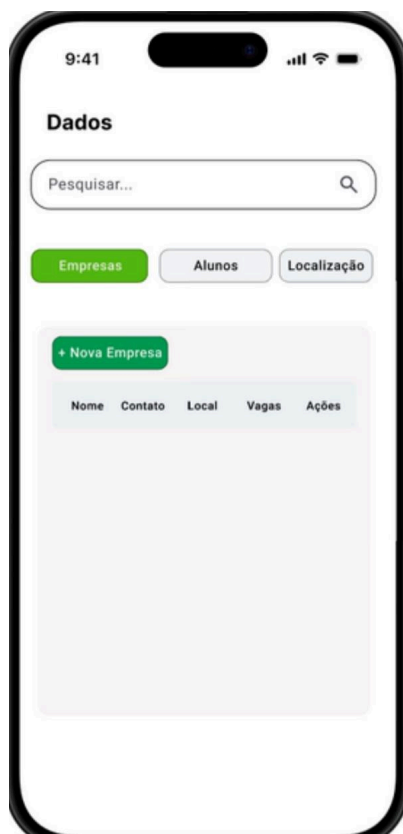 9:41
Dados
Pesquisar...
Empresas Alunos Localização
+ Nova Empresa
Nome Contato Local Vagas Ações